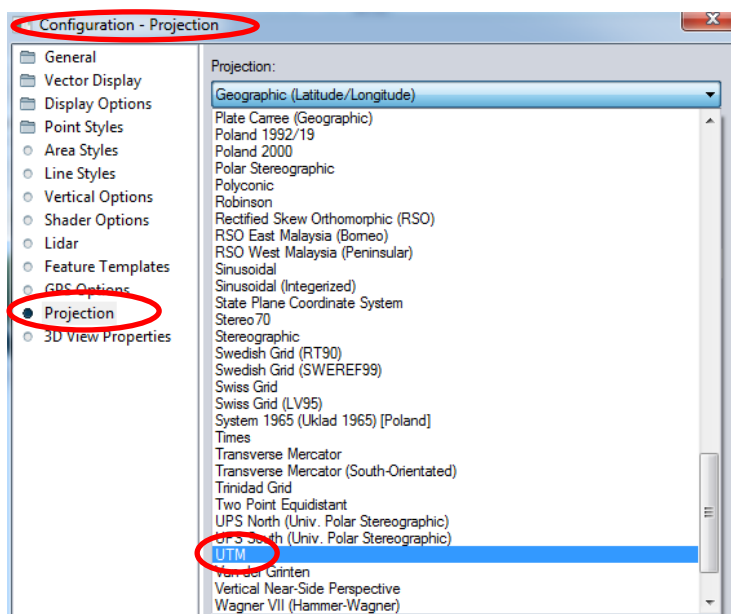 Configuration - Projection
General
Vector Display
Display Options
Point Styles
Area Styles
Line Styles
Vertical Options
Shader Options
Lidar
Feature Templates
GPS Options
Projection
3D View Properties
Projection:
Geographic (Latitude/Longitude)
Plate Carree (Geographic)
Poland 1992/19
Poland 2000
Polar Stereographic
Polyconic
Robinson
Rectified Skew Orthomorphic (RSO)
RSO East Malaysia (Borneo)
RSO West Malaysia (Peninsular)
Sinusoidal
Sinusoidal (Integerized)
State Plane Coordinate System
Stereo70
Stereographic
Swedish Grid (RT90)
Swedish Grid (SWEREF99)
Swiss Grid
Swiss Grid (LV95)
System 1965 (Uklad 1965) [Poland]
Times
Transverse Mercator
Transverse Mercator (South-Orientated)
Trinidad Grid
Two Point Equidistant
UPS North (Univ. Polar Stereographic)
UPS South (Univ. Polar Stereographic)
UTM
Van der Grinten
Vertical Near-Side Perspective
Wagner VII (Hammer-Wagner)